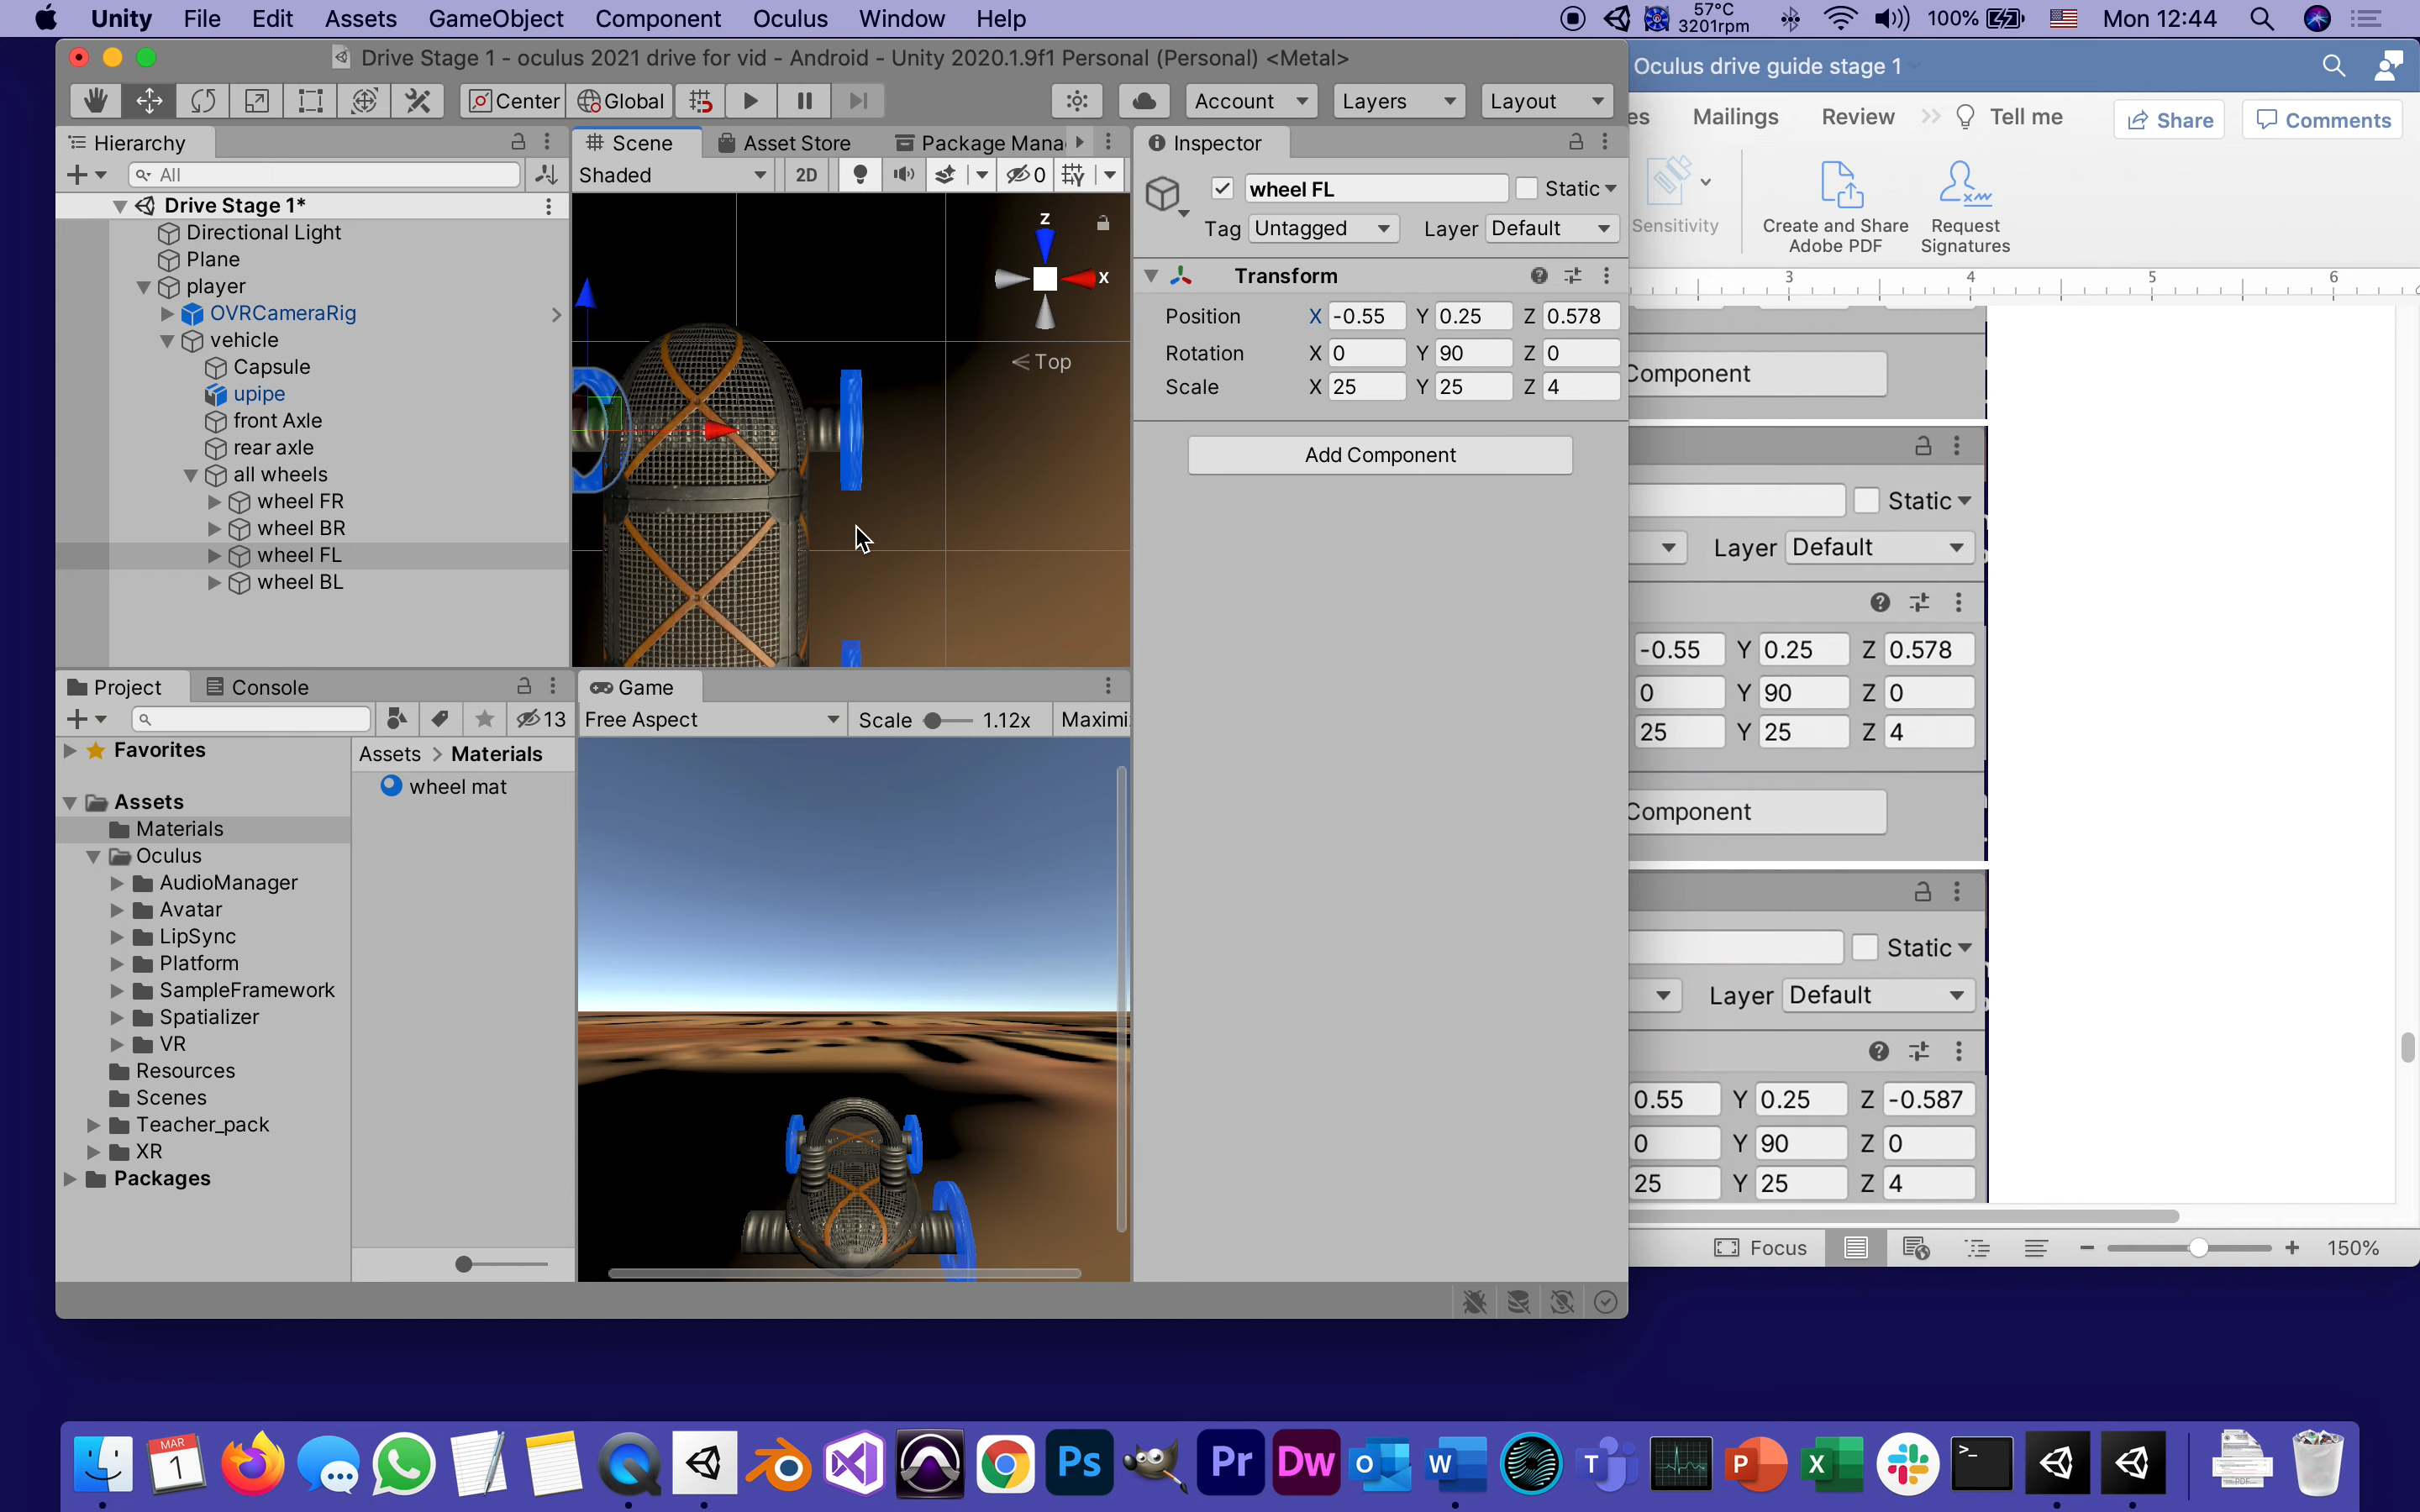 Unity File Edit Assets GameObject Component Oculus Window Help
57°C
3201rpm
100%
Mon 12:44
Drive Stage 1 - oculus 2021 drive for vid - Android - Unity 2020.1.9f1 Personal (Personal) <Metal>
Center Global Account Layers Layout
Hierarchy
All
Drive Stage 1*
Directional Light
Plane
player
OVRCameraRig
vehicle
Capsule
upipe
front Axle
rear axle
all wheels
wheel FR
wheel BR
wheel FL
wheel BL
Scene Asset Store Package Mana
Shaded 2D 0
z
x
Top
Inspector
wheel FL Static
Tag Untagged Layer Default
Transform
Position X -0.55 Y 0.25 Z 0.578
Rotation X 0 Y 90 Z 0
Scale X 25 Y 25 Z 4
Add Component
Project Console
13
Favorites
Assets
Materials
Oculus
AudioManager
Avatar
LipSync
Platform
SampleFramework
Spatializer
VR
Resources
Scenes
Teacher_pack
XR
Packages
Assets > Materials
wheel mat
Game
Free Aspect Scale 1.12x Maximi
Oculus drive guide stage 1
es Mailings Review Tell me Share Comments
Sensitivity
Create and Share
Adobe PDF
Request
Signatures
3 4 5 6
Component
Static
Layer Default
-0.55 Y 0.25 Z 0.578
0 Y 90 Z 0
25 Y 25 Z 4
Component
Static
Layer Default
0.55 Y 0.25 Z -0.587
0 Y 90 Z 0
25 Y 25 Z 4
Focus 150%
MAR
1
Ps
Pr
Dw
O
W
T
P
X
>_
PDF